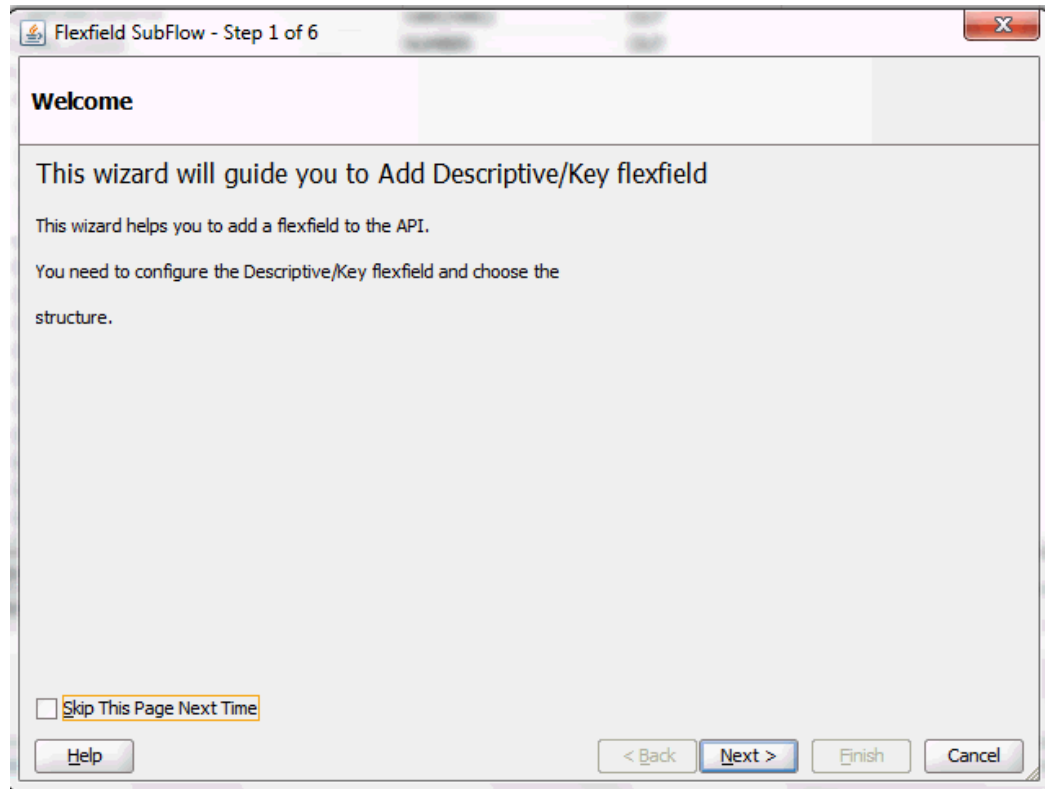 Flexfield SubFlow - Step 1 of 6
Welcome
This wizard will guide you to Add Descriptive/Key flexfield
This wizard helps you to add a flexfield to the API.
You need to configure the Descriptive/Key flexfield and choose the
structure.
Skip This Page Next Time
Help < Back Next > Finish Cancel